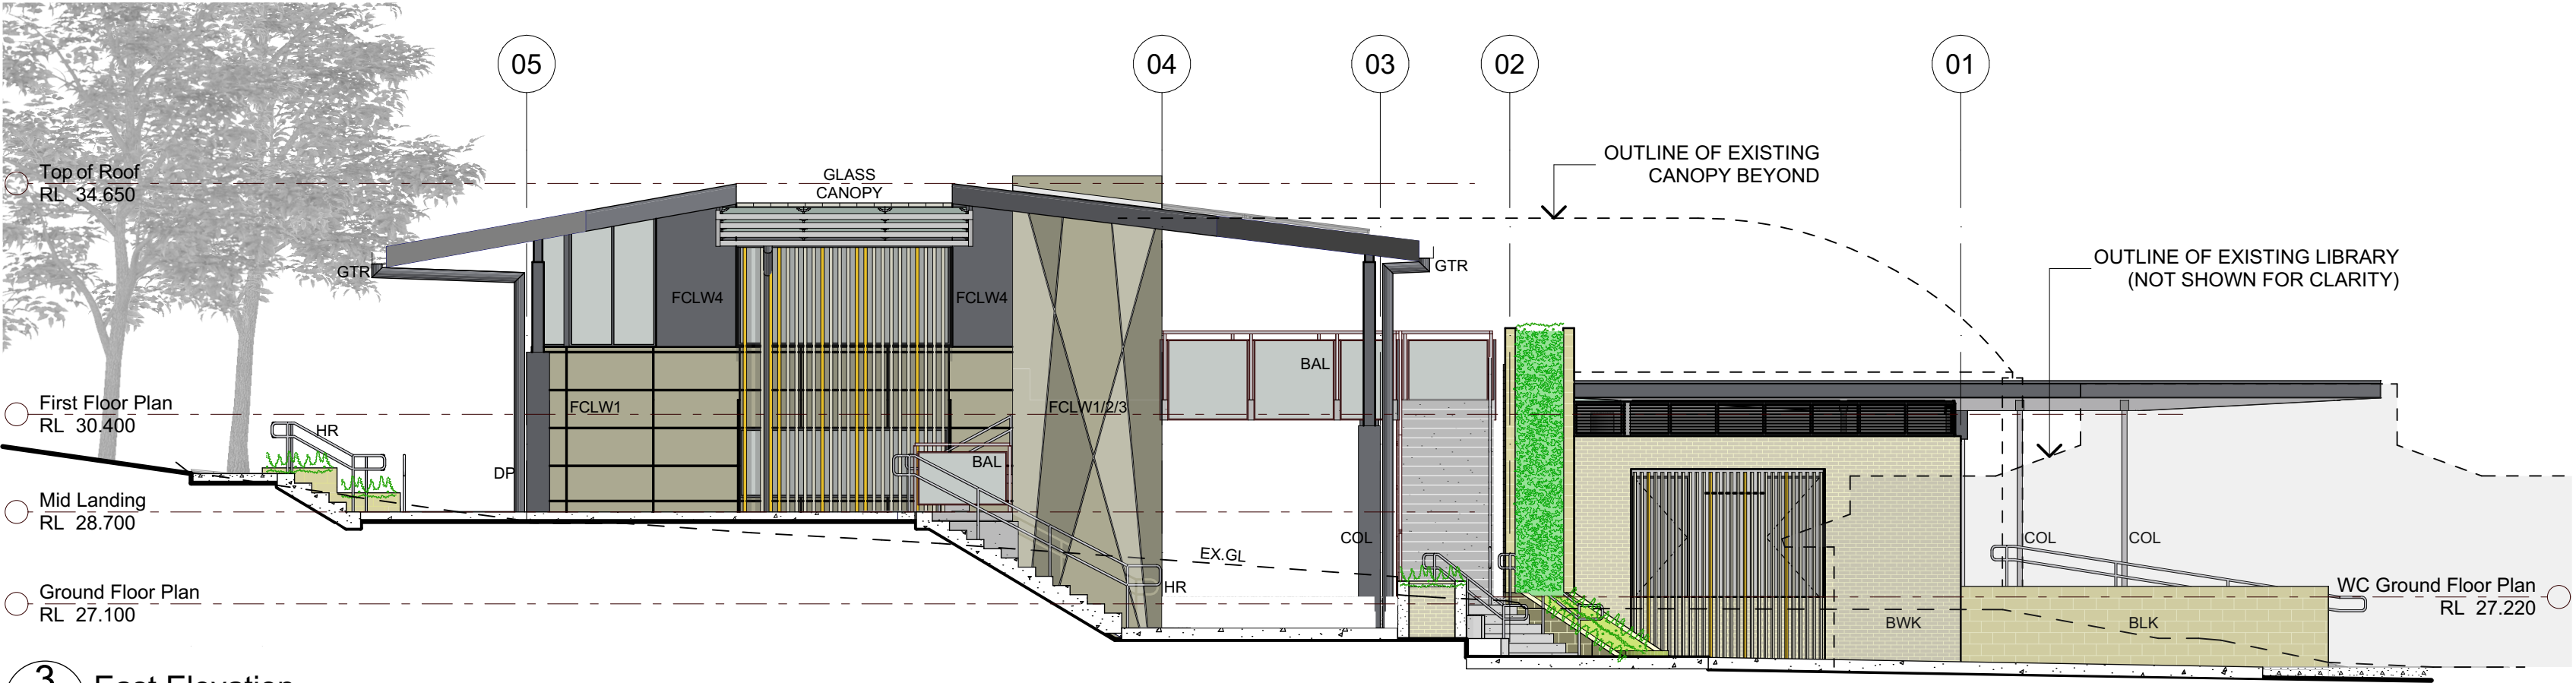 05
04
03
02
01
OUTLINE OF EXISTING
CANOPY BEYOND
Top of Roof
RL 34.650
GLASS
CANOPY
OUTLINE OF EXISTING LIBRARY
(NOT SHOWN FOR CLARITY)
GTR
GTR
FCLW4
FCLW4
BAL
First Floor Plan
RL 30.400
FCLW1
FCLW1/2/3
HR
BAL
DP
Mid Landing
RL 28.700
COL
COL
COL
EX.GL
HR
Ground Floor Plan
RL 27.100
WC Ground Floor Plan
RL 27.220
BWK
BLK
3
East Elevation